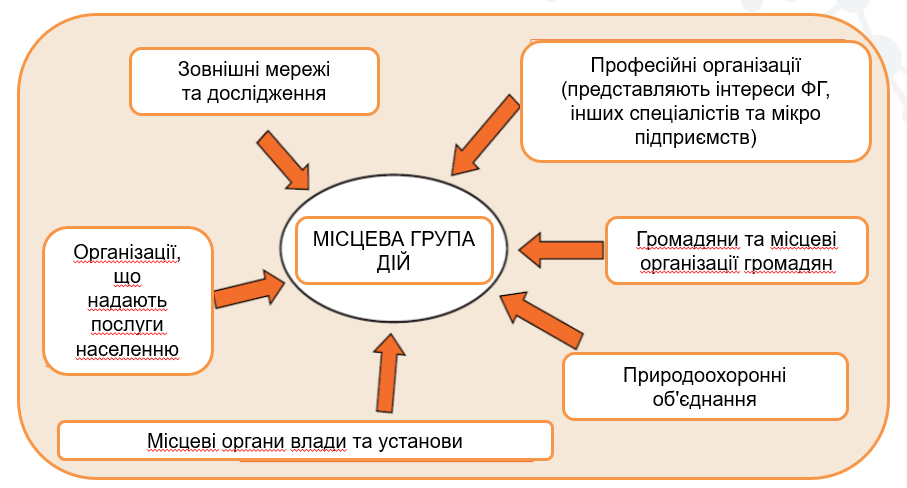 Зовнішні мережі
та дослідження
Професійні організації
(представляють інтереси ФГ,
інших спеціалістів та мікро
підприємств)
МІСЦЕВА ГРУПА
ДІЙ
Громадяни та місцеві
організації громадян
Організації,
що
надають
послуги
населенню
Природоохоронні
об'єднання
Місцеві органи влади та установи